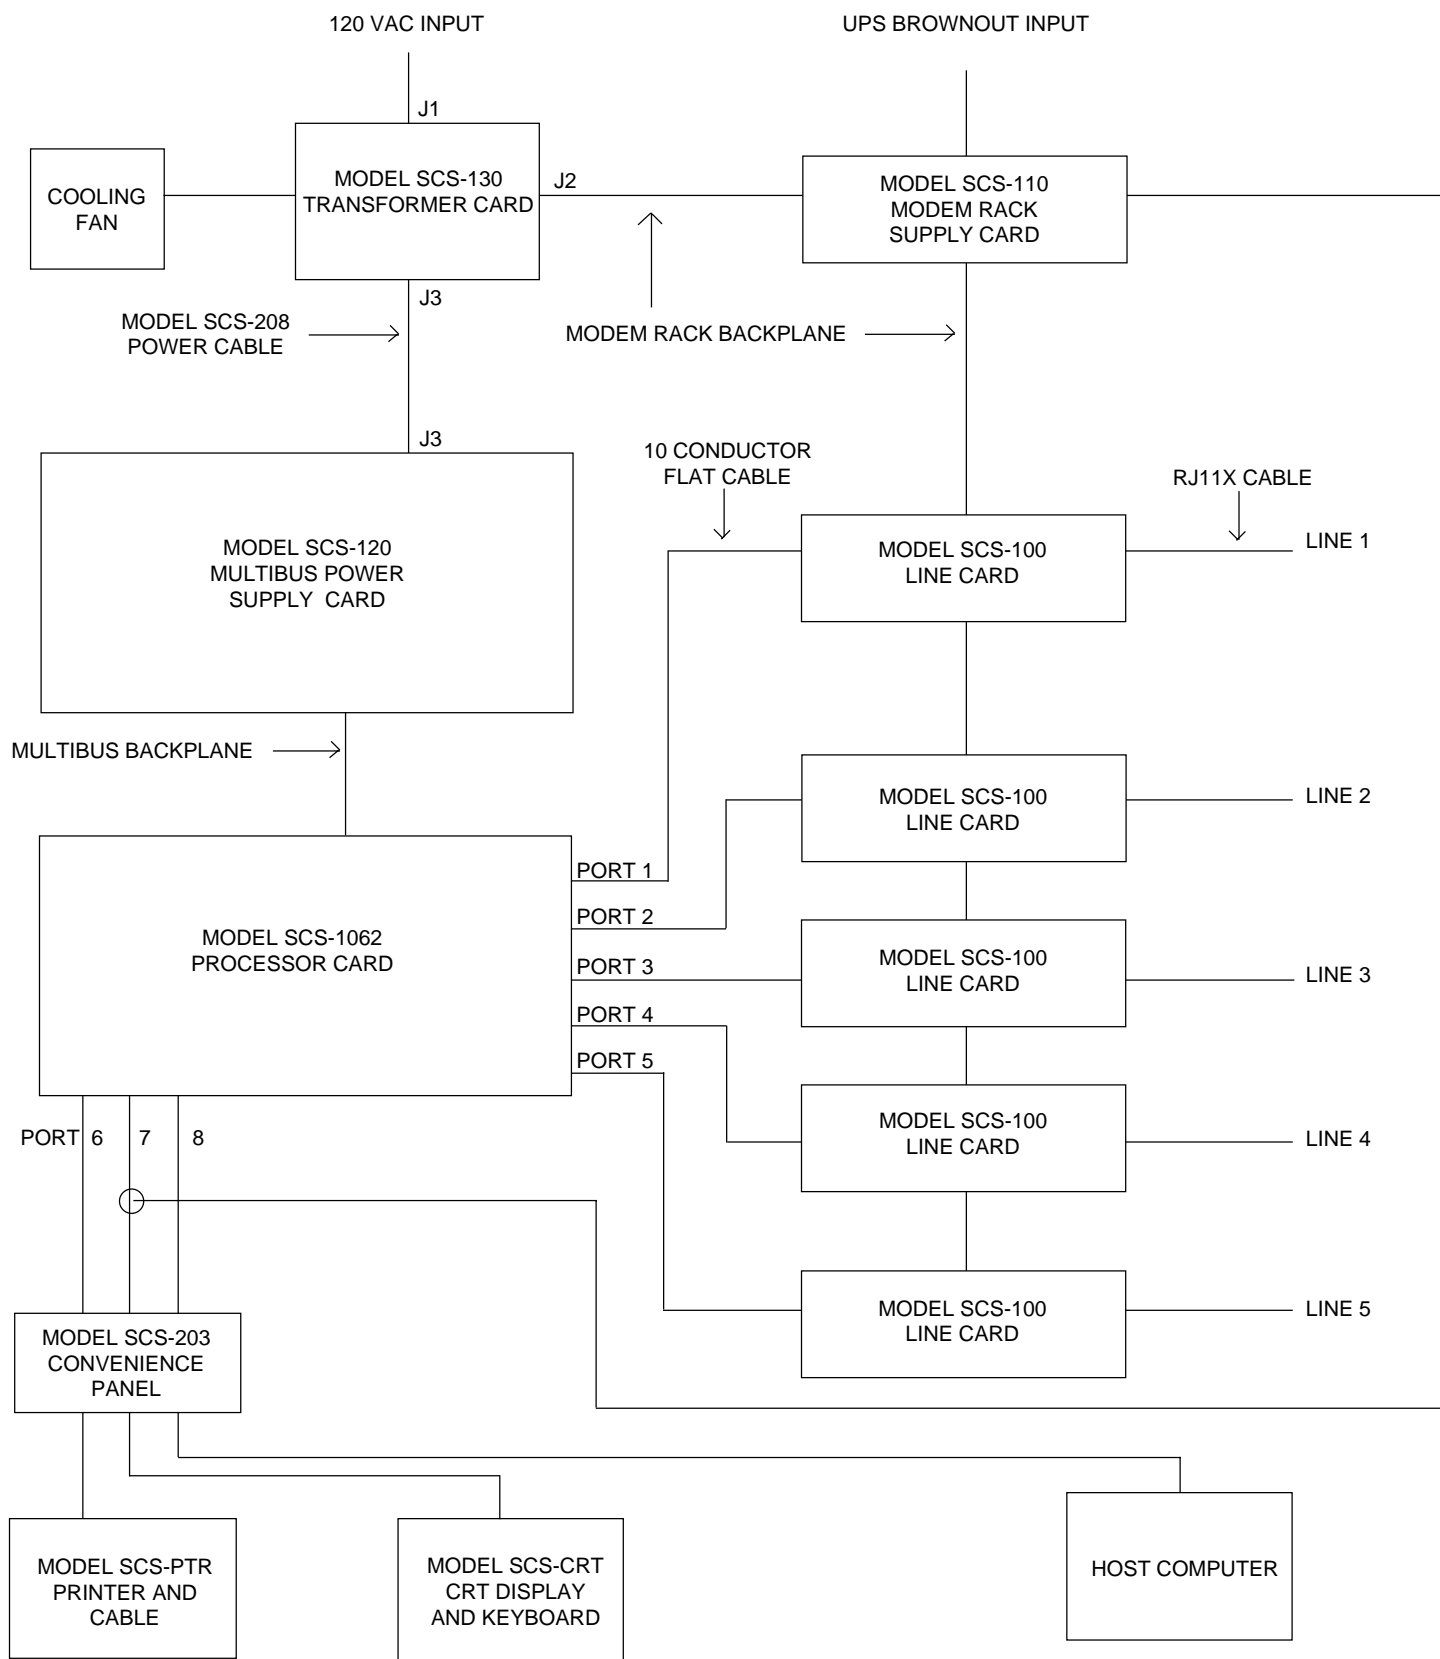 120 VAC INPUT
UPS BROWNOUT INPUT
J1
COOLING
FAN
MODEL SCS-130
TRANSFORMER CARD
J2
MODEL SCS-110
MODEM RACK
SUPPLY CARD
J3
MODEL SCS-208
POWER CABLE
MODEM RACK BACKPLANE
J3
10 CONDUCTOR
FLAT CABLE
RJ11X CABLE
MODEL SCS-120
MULTIBUS POWER
SUPPLY CARD
MODEL SCS-100
LINE CARD
LINE 1
MULTIBUS BACKPLANE
MODEL SCS-100
LINE CARD
LINE 2
PORT 1
PORT 2
MODEL SCS-1062
PROCESSOR CARD
PORT 3
MODEL SCS-100
LINE CARD
LINE 3
PORT 4
PORT 5
PORT 6 7 8
MODEL SCS-100
LINE CARD
LINE 4
MODEL SCS-100
LINE CARD
LINE 5
MODEL SCS-203
CONVENIENCE
PANEL
MODEL SCS-PTR
PRINTER AND
CABLE
MODEL SCS-CRT
CRT DISPLAY
AND KEYBOARD
HOST COMPUTER